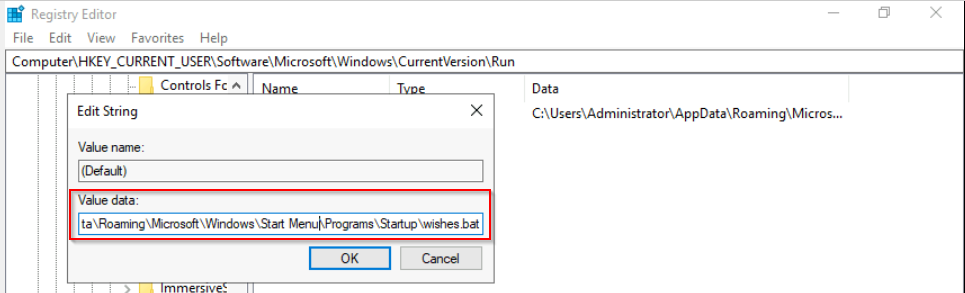 Registry Editor
File Edit View Favorites Help
Computer\HKEY_CURRENT_USER\Software\Microsoft\Windows\CurrentVersion\Run
Controls Fc
Name Type Data
Edit String
C:\Users\Administrator\AppData\Roaming\Micros...
Value name:
(Default)
Value data:
ta\Roaming\Microsoft\Windows\Start Menu\Programs\Startup\wishes.bat
OK Cancel
ImmersiveS